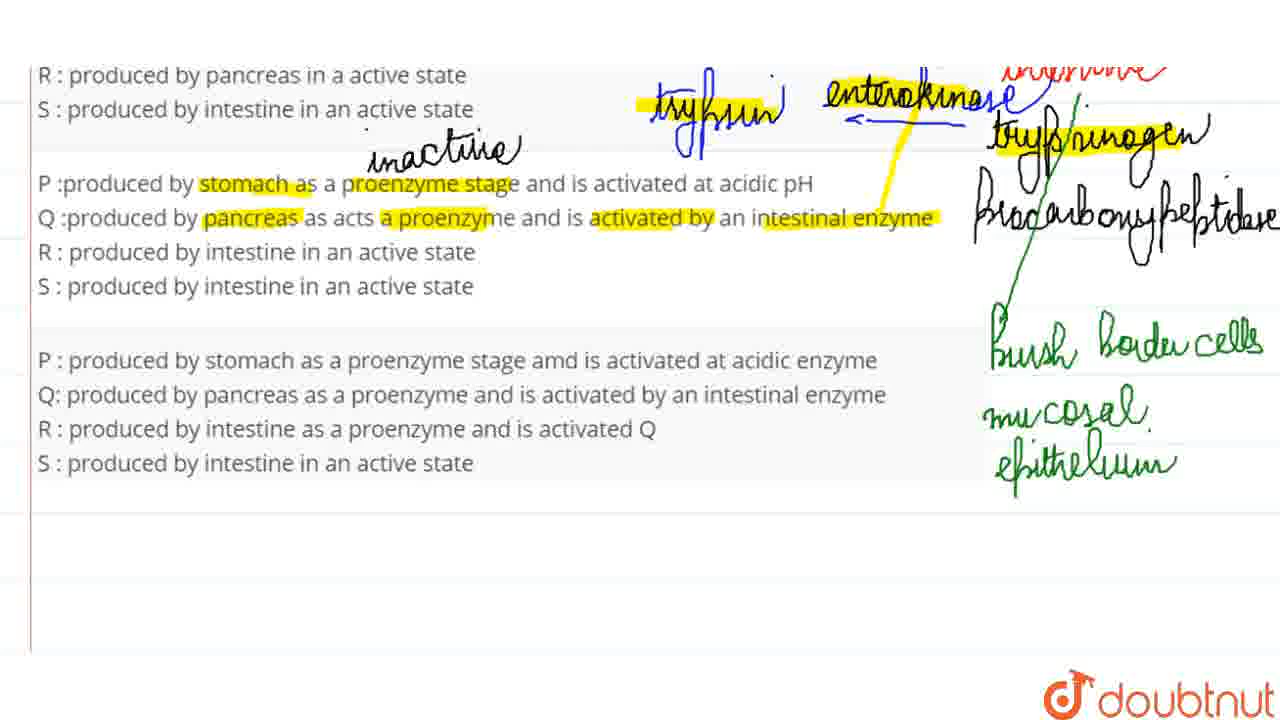 R : produced by pancreas in a active state
S : produced by intestine in an active state
intestine
trypsin
enterokinase
trypsinogen
inactive
procarboxypeptidase
P :produced by stomach as a proenzyme stage and is activated at acidic pH
Q :produced by pancreas as acts a proenzyme and is activated by an intestinal enzyme
R : produced by intestine in an active state
S : produced by intestine in an active state
brush border cells
mucosal
epithelium
P : produced by stomach as a proenzyme stage amd is activated at acidic enzyme
Q: produced by pancreas as a proenzyme and is activated by an intestinal enzyme
R : produced by intestine as a proenzyme and is activated Q
S : produced by intestine in an active state
doubtnut